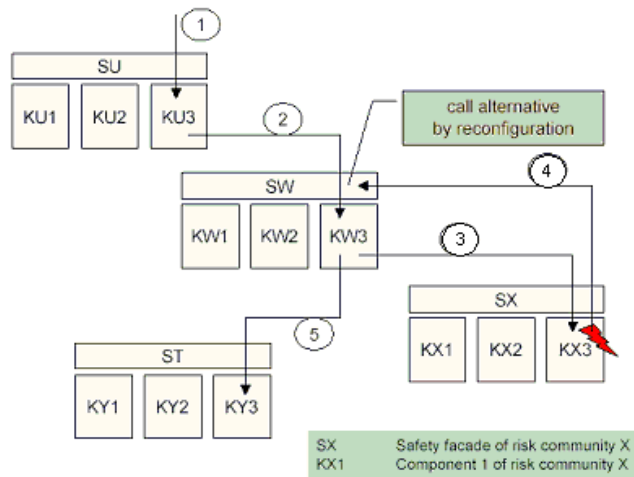 1
SU
KU1 KU2 KU3
2
call alternative
by reconfiguration
SW
4
KW1 KW2 KW3
3
SX
5
KX1 KX2 KX3
ST
KY1 KY2 KY3
SX Safety facade of risk community X
KX1 Component 1 of risk community X